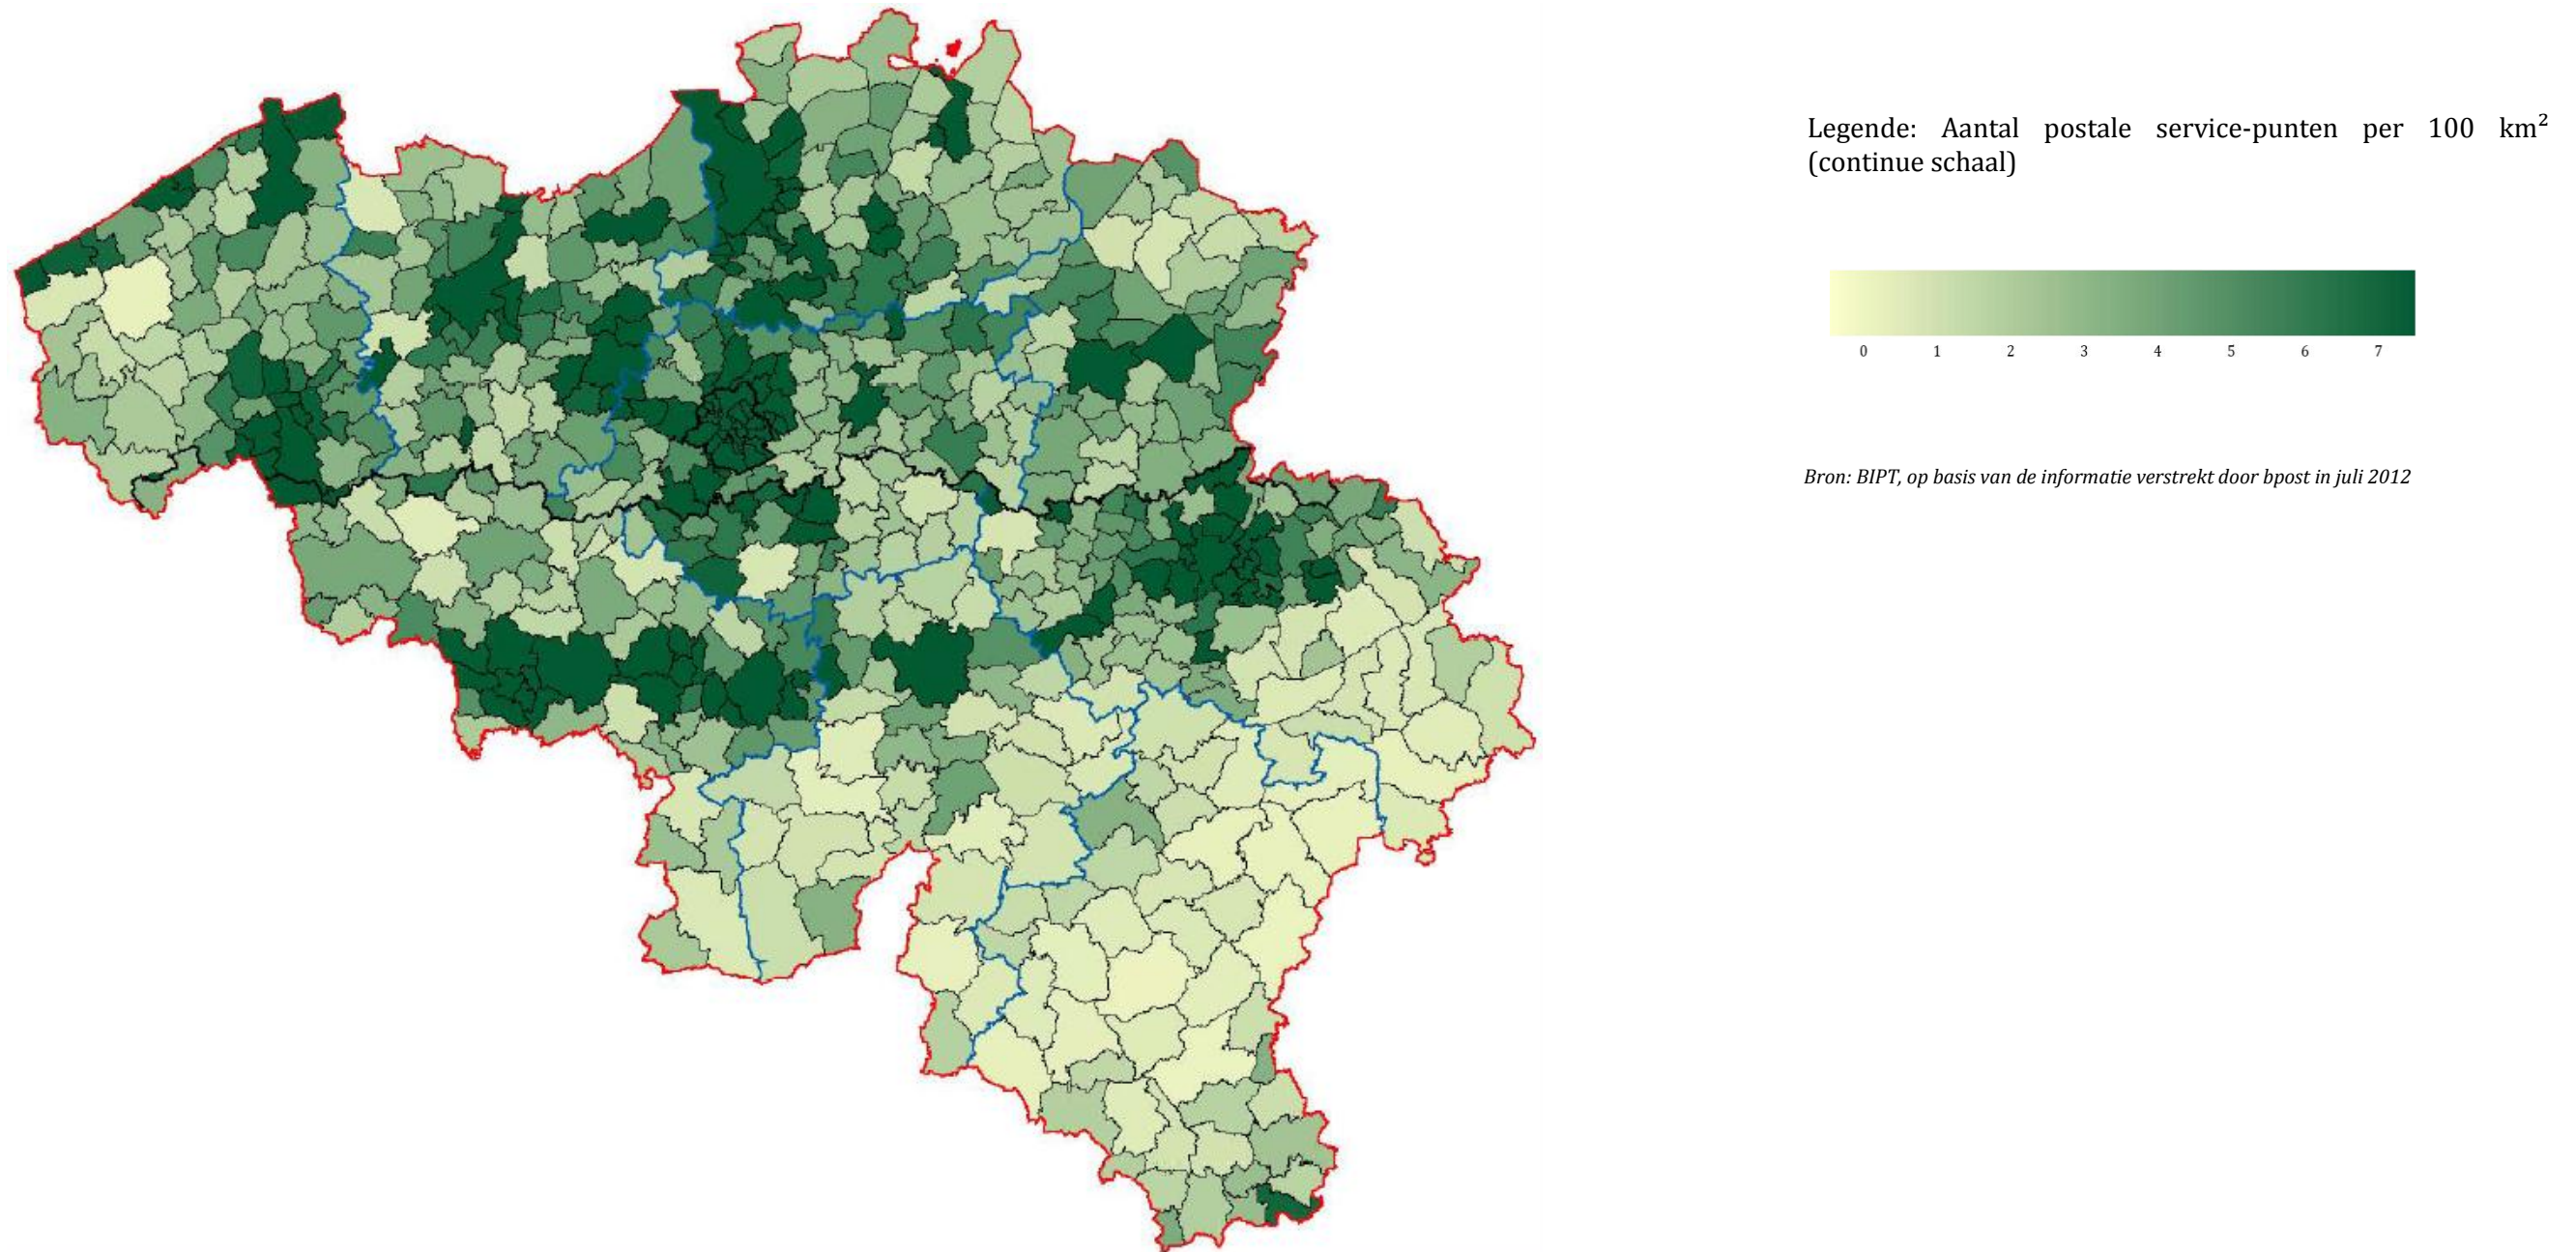 Legende: Aantal postale service-punten per 100 km²
(continue schaal)
0 1 2 3 4 5 6 7
Bron: BIPT, op basis van de informatie verstrekt door bpost in juli 2012